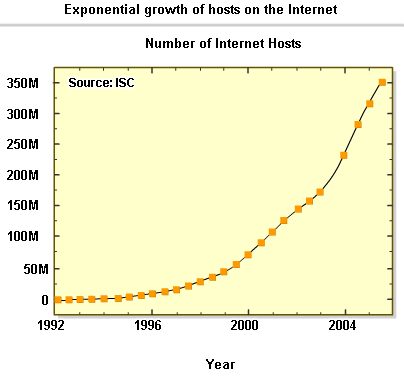 Exponential growth of hosts on the Internet
Number of Internet Hosts
Source: ISC
350M
300M
250M
200M
150M
100M
50M
0
1992 1996 2000 2004
Year